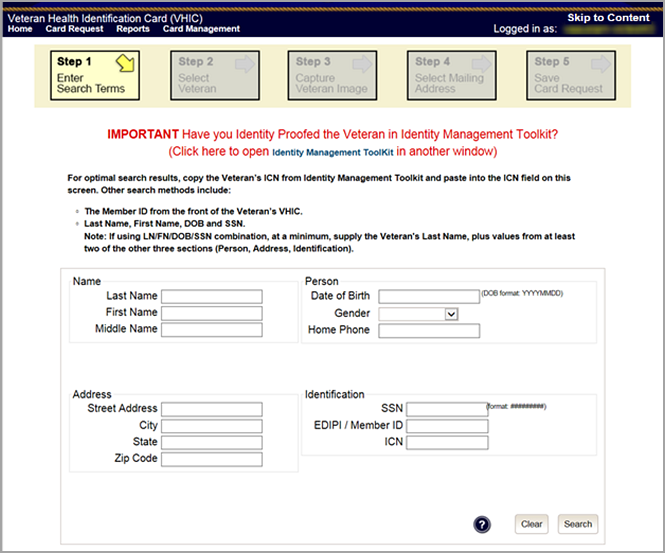 Veteran Health Identification Card (VHIC)
Skip to Content
Home Card Request Reports Card Management
Logged in as:
Step 1
Enter
Search Terms
Step 2
Select
Veteran
Step 3
Capture
Veteran Image
Step 4
Select Mailing
Address
Step 5
Save
Card Request
IMPORTANT Have you Identity Proofed the Veteran in Identity Management Toolkit?
(Click here to open Identity Management ToolKit in another window)
For optimal search results, copy the Veteran's ICN from Identity Management Toolkit and paste into the ICN field on this
screen. Other search methods include:
The Member ID from the front of the Veteran's VHIC.
Last Name, First Name, DOB and SSN.
Note: If using LN/FN/DOB/SSN combination, at a minimum, supply the Veteran's Last Name, plus values from at least
two of the other three sections (Person, Address, Identification).
Name
Last Name
First Name
Middle Name
Person
Date of Birth (DOB format: YYYYMMDD)
Gender
Home Phone
Address
Street Address
City
State
Zip Code
Identification
SSN (format: #########)
EDIPI / Member ID
ICN
? Clear Search